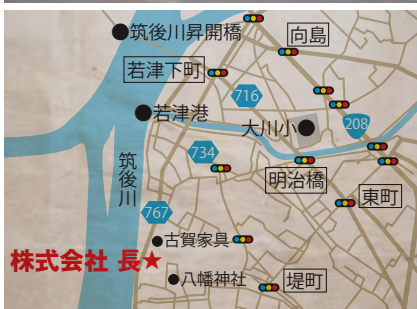 筑後川昇開橋
向島
若津下町
716
若津港
大川小
208
734
筑後川
明治橋
東町
767
古賀家具
株式会社 長★
八幡神社
堤町